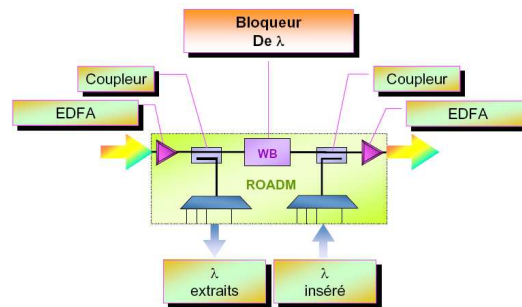 Bloqueur
De λ
Coupleur
Coupleur
EDFA
EDFA
WB
ROADM
λ
extraits
λ
inséré